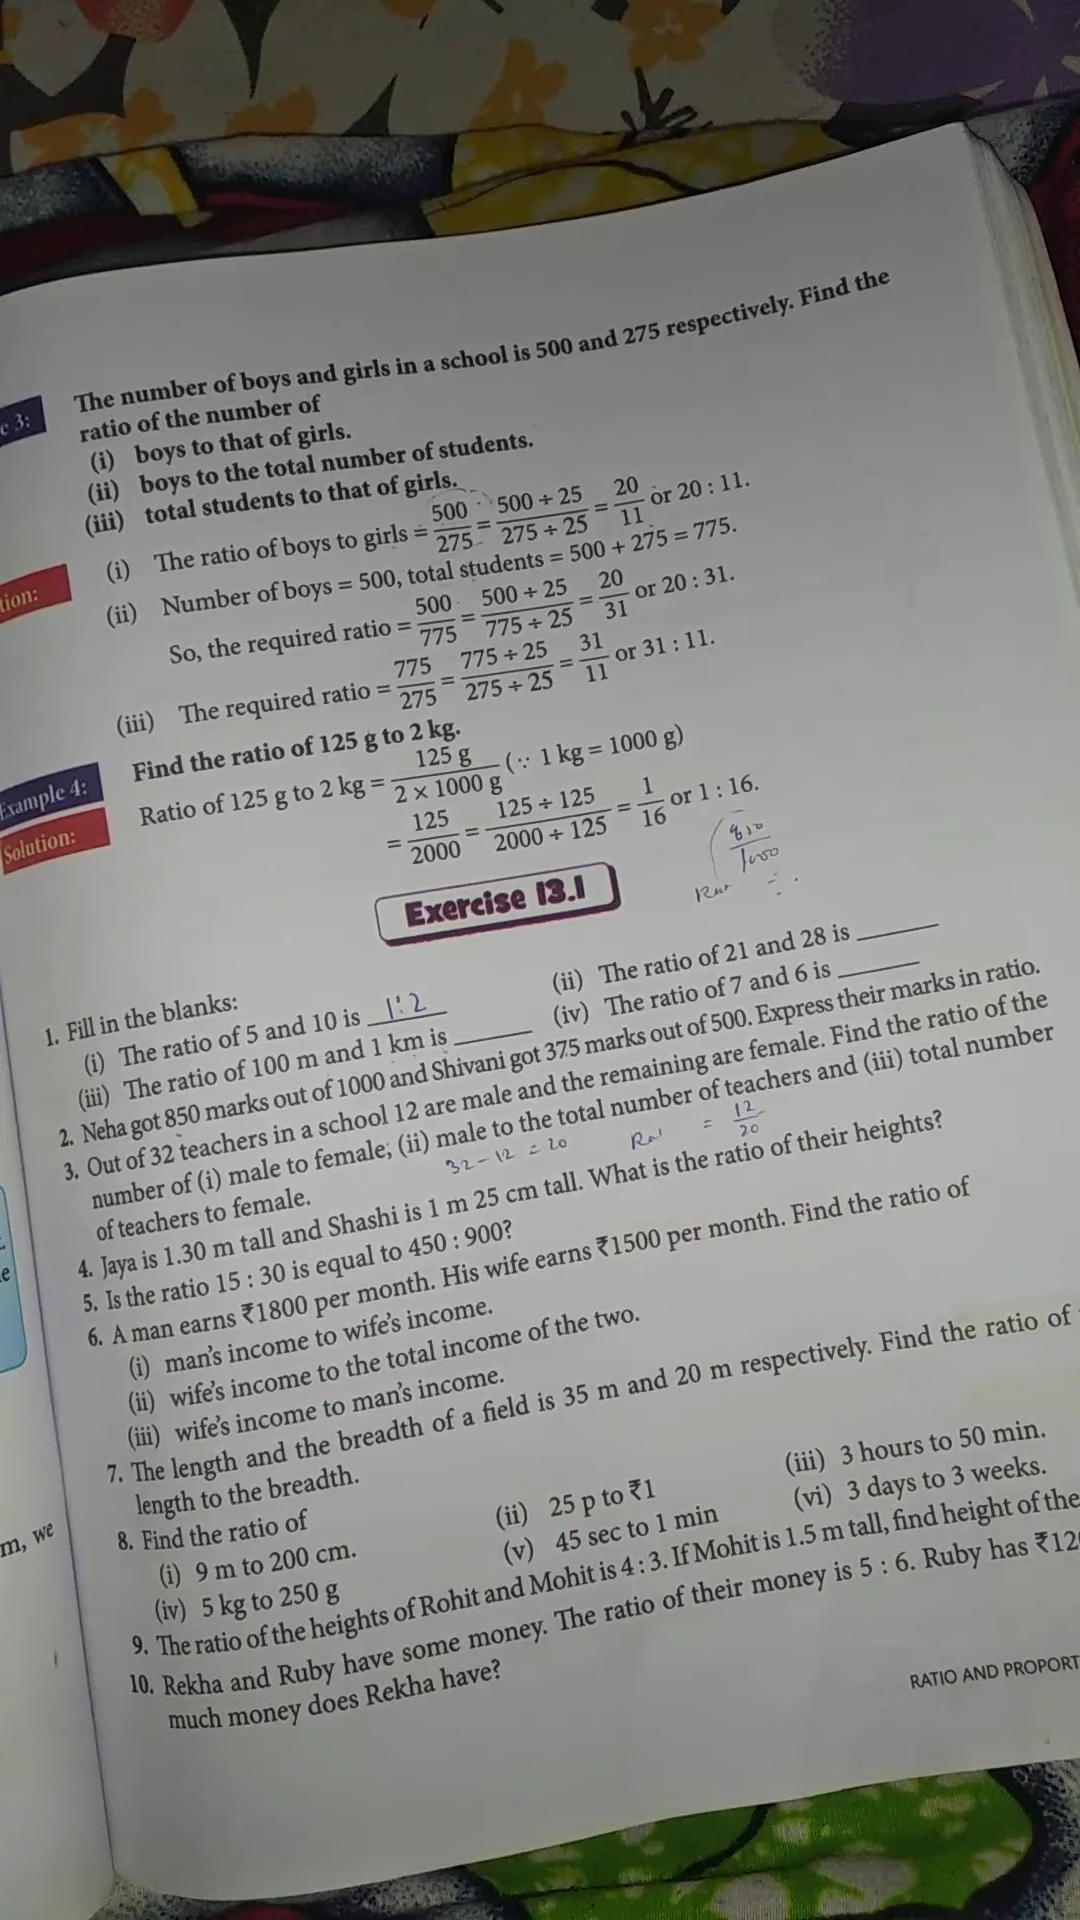 e 3:
The number of boys and girls in a school is 500 and 275 respectively. Find the
ratio of the number of
(i) boys to that of girls.
(ii) boys to the total number of students.
(iii) total students to that of girls.
tion:
(i) The ratio of boys to girls = 500/275 = 500 ÷ 25/275 ÷ 25 = 20/11 or 20 : 11.
(ii) Number of boys = 500, total students = 500 + 275 = 775.
So, the required ratio = 500/775 = 500 ÷ 25/775 ÷ 25 = 20/31 or 20 : 31.
(iii) The required ratio = 775/275 = 775 ÷ 25/275 ÷ 25 = 31/11 or 31 : 11.
Example 4:
Find the ratio of 125 g to 2 kg.
Solution:
Ratio of 125 g to 2 kg = 125 g/2 × 1000 g (∵ 1 kg = 1000 g)
= 125/2000 = 125 ÷ 125/2000 ÷ 125 = 1/16 or 1 : 16.
Exercise 13.1
1. Fill in the blanks:
(i) The ratio of 5 and 10 is 1:2
(ii) The ratio of 21 and 28 is
(iii) The ratio of 100 m and 1 km is
(iv) The ratio of 7 and 6 is
2. Neha got 850 marks out of 1000 and Shivani got 375 marks out of 500. Express their marks in ratio.
3. Out of 32 teachers in a school 12 are male and the remaining are female. Find the ratio of the
number of (i) male to female; (ii) male to the total number of teachers and (iii) total number
of teachers to female.
32 - 12 = 20
= 12/20
4. Jaya is 1.30 m tall and Shashi is 1 m 25 cm tall. What is the ratio of their heights?
5. Is the ratio 15 : 30 is equal to 450 : 900?
6. A man earns ₹1800 per month. His wife earns ₹1500 per month. Find the ratio of
(i) man's income to wife's income.
(ii) wife's income to the total income of the two.
(iii) wife's income to man's income.
7. The length and the breadth of a field is 35 m and 20 m respectively. Find the ratio of
length to the breadth.
8. Find the ratio of
(i) 9 m to 200 cm.
(ii) 25 p to ₹1
(iii) 3 hours to 50 min.
(iv) 5 kg to 250 g
(v) 45 sec to 1 min
(vi) 3 days to 3 weeks.
9. The ratio of the heights of Rohit and Mohit is 4 : 3. If Mohit is 1.5 m tall, find height of the
10. Rekha and Ruby have some money. The ratio of their money is 5 : 6. Ruby has ₹12
much money does Rekha have?
RATIO AND PROPORT
m, we
e